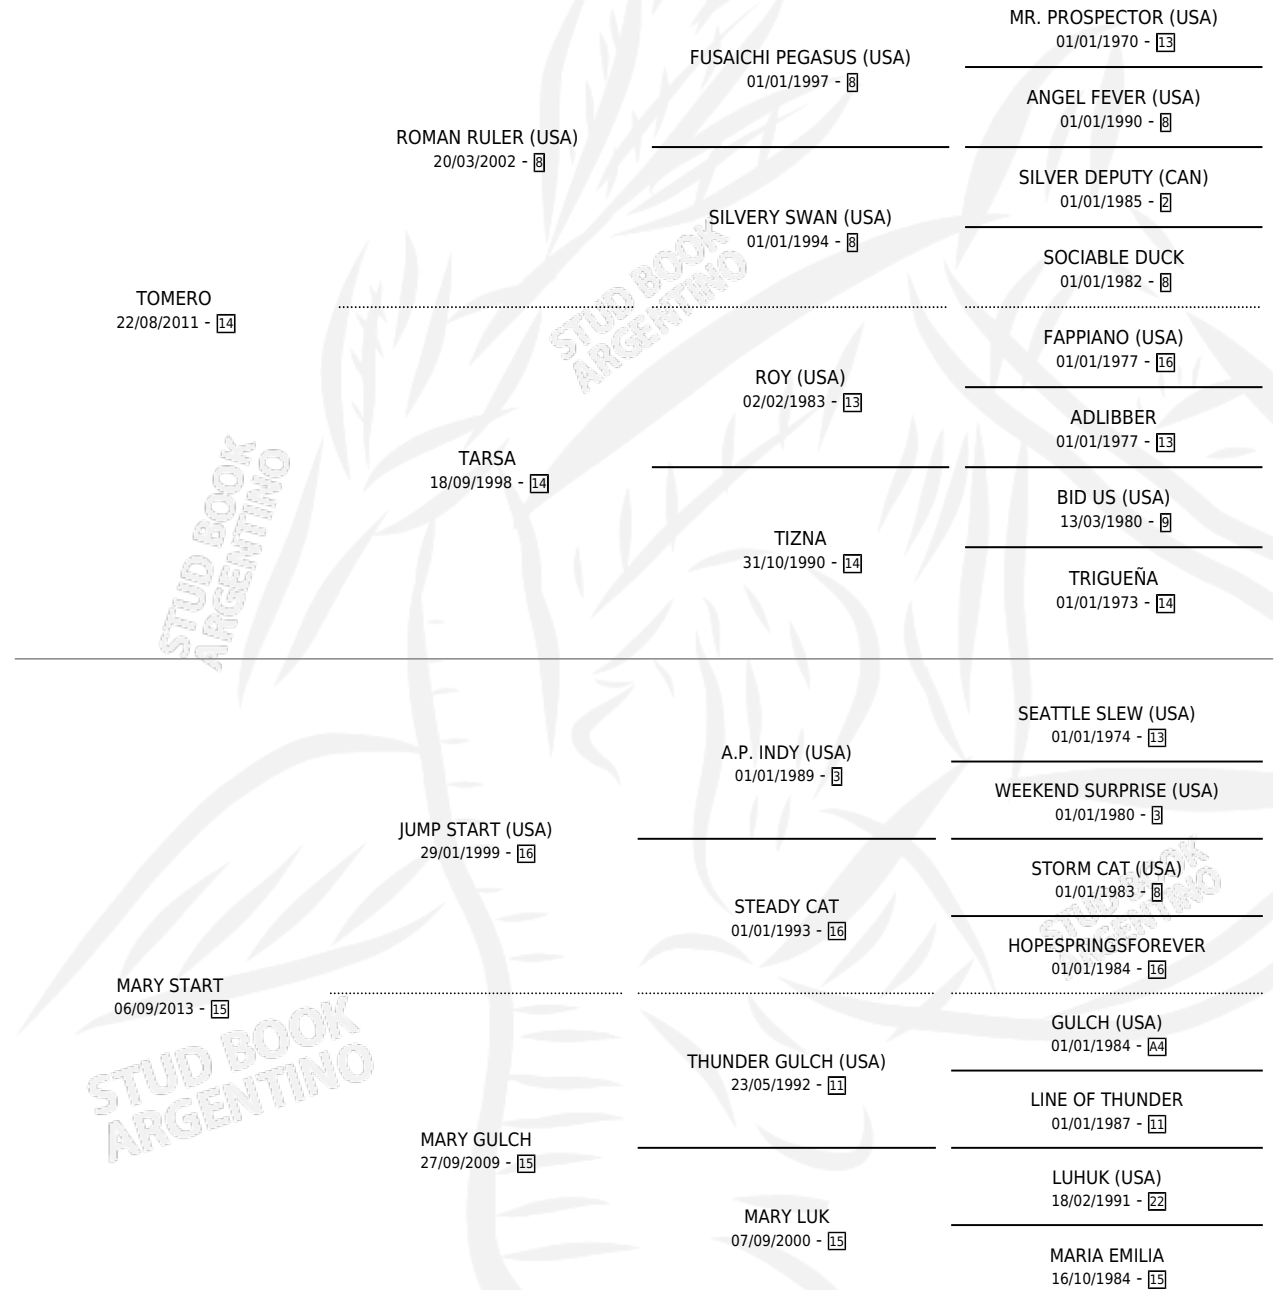 MR. PROSPECTOR (USA)
01/01/1970 - 13
FUSAICHI PEGASUS (USA)
01/01/1997 - 8
ANGEL FEVER (USA)
01/01/1990 - 8
ROMAN RULER (USA)
20/03/2002 - 8
SILVER DEPUTY (CAN)
01/01/1985 - 2
SILVERY SWAN (USA)
01/01/1994 - 8
SOCIABLE DUCK
01/01/1982 - 8
TOMERO
22/08/2011 - 14
STUD BOOK
ARGENTINO
FAPPIANO (USA)
01/01/1977 - 16
ROY (USA)
02/02/1983 - 13
ADLIBBER
01/01/1977 - 13
TARSA
18/09/1998 - 14
BID US (USA)
13/03/1980 - 9
TIZNA
31/10/1990 - 14
TRIGUEÑA
01/01/1973 - 14
STUD BOOK
ARGENTINO
SEATTLE SLEW (USA)
01/01/1974 - 13
A.P. INDY (USA)
01/01/1989 - 3
WEEKEND SURPRISE (USA)
01/01/1980 - 3
JUMP START (USA)
29/01/1999 - 16
STORM CAT (USA)
01/01/1983 - 8
STEADY CAT
01/01/1993 - 16
STUD BOOK
ARGENTINO
HOPESPRINGSFOREVER
01/01/1984 - 16
MARY START
06/09/2013 - 15
STUD BOOK
ARGENTINO
GULCH (USA)
01/01/1984 - A4
THUNDER GULCH (USA)
23/05/1992 - 11
LINE OF THUNDER
01/01/1987 - 11
MARY GULCH
27/09/2009 - 15
LUHUK (USA)
18/02/1991 - 22
MARY LUK
07/09/2000 - 15
MARIA EMILIA
16/10/1984 - 15